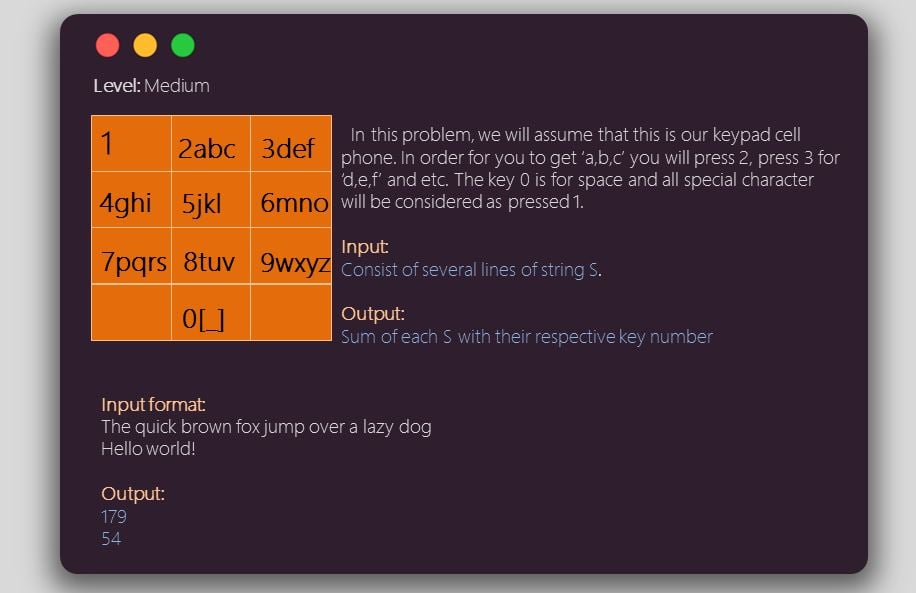 Level: Medium
1
2abc
3def
4ghi
5jkl
6mno
7pqrs
8tuv
9wxyz
0[_]
In this problem, we will assume that this is our keypad cell
phone. In order for you to get ‘a,b,c’ you will press 2, press 3 for
‘d,e,f’ and etc. The key 0 is for space and all special character
will be considered as pressed 1.
Input:
Consist of several lines of string S.
Output:
Sum of each S with their respective key number
Input format:
The quick brown fox jump over a lazy dog
Hello world!
Output:
179
54